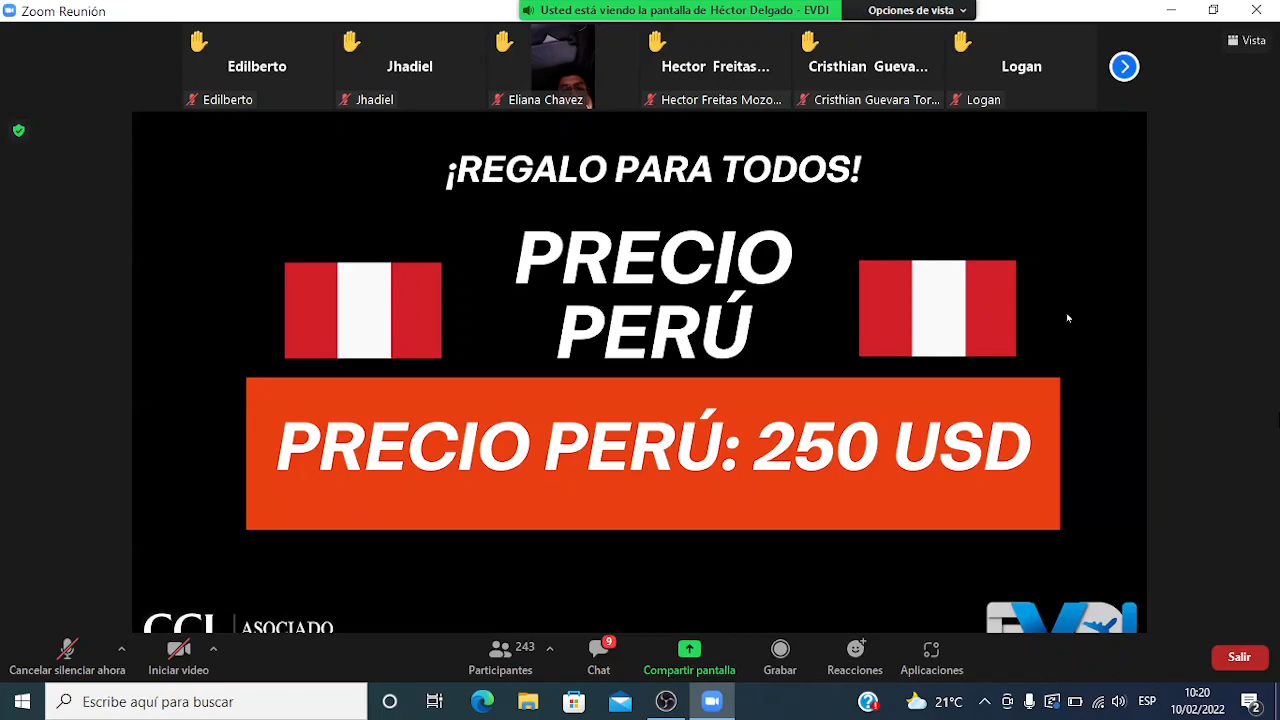 Zoom Reunión
Usted está viendo la pantalla de Héctor Delgado - EVDI
Opciones de vista
Vista
Edilberto
Jhadiel
Hector Freitas...
Cristhian Gueva...
Logan
Edilberto
Jhadiel
Eliana Chavez
Hector Freitas Mozo...
Cristhian Guevara Tor...
Logan
¡REGALO PARA TODOS!
PRECIO
PERÚ
PRECIO PERÚ: 250 USD
CCL | ASOCIADO
EVDI
243
9
Cancelar silenciar ahora
Iniciar video
Participantes
Chat
Compartir pantalla
Grabar
Reacciones
Aplicaciones
Salir
Escribe aquí para buscar
21°C
ESP
10:20
10/02/2022
2